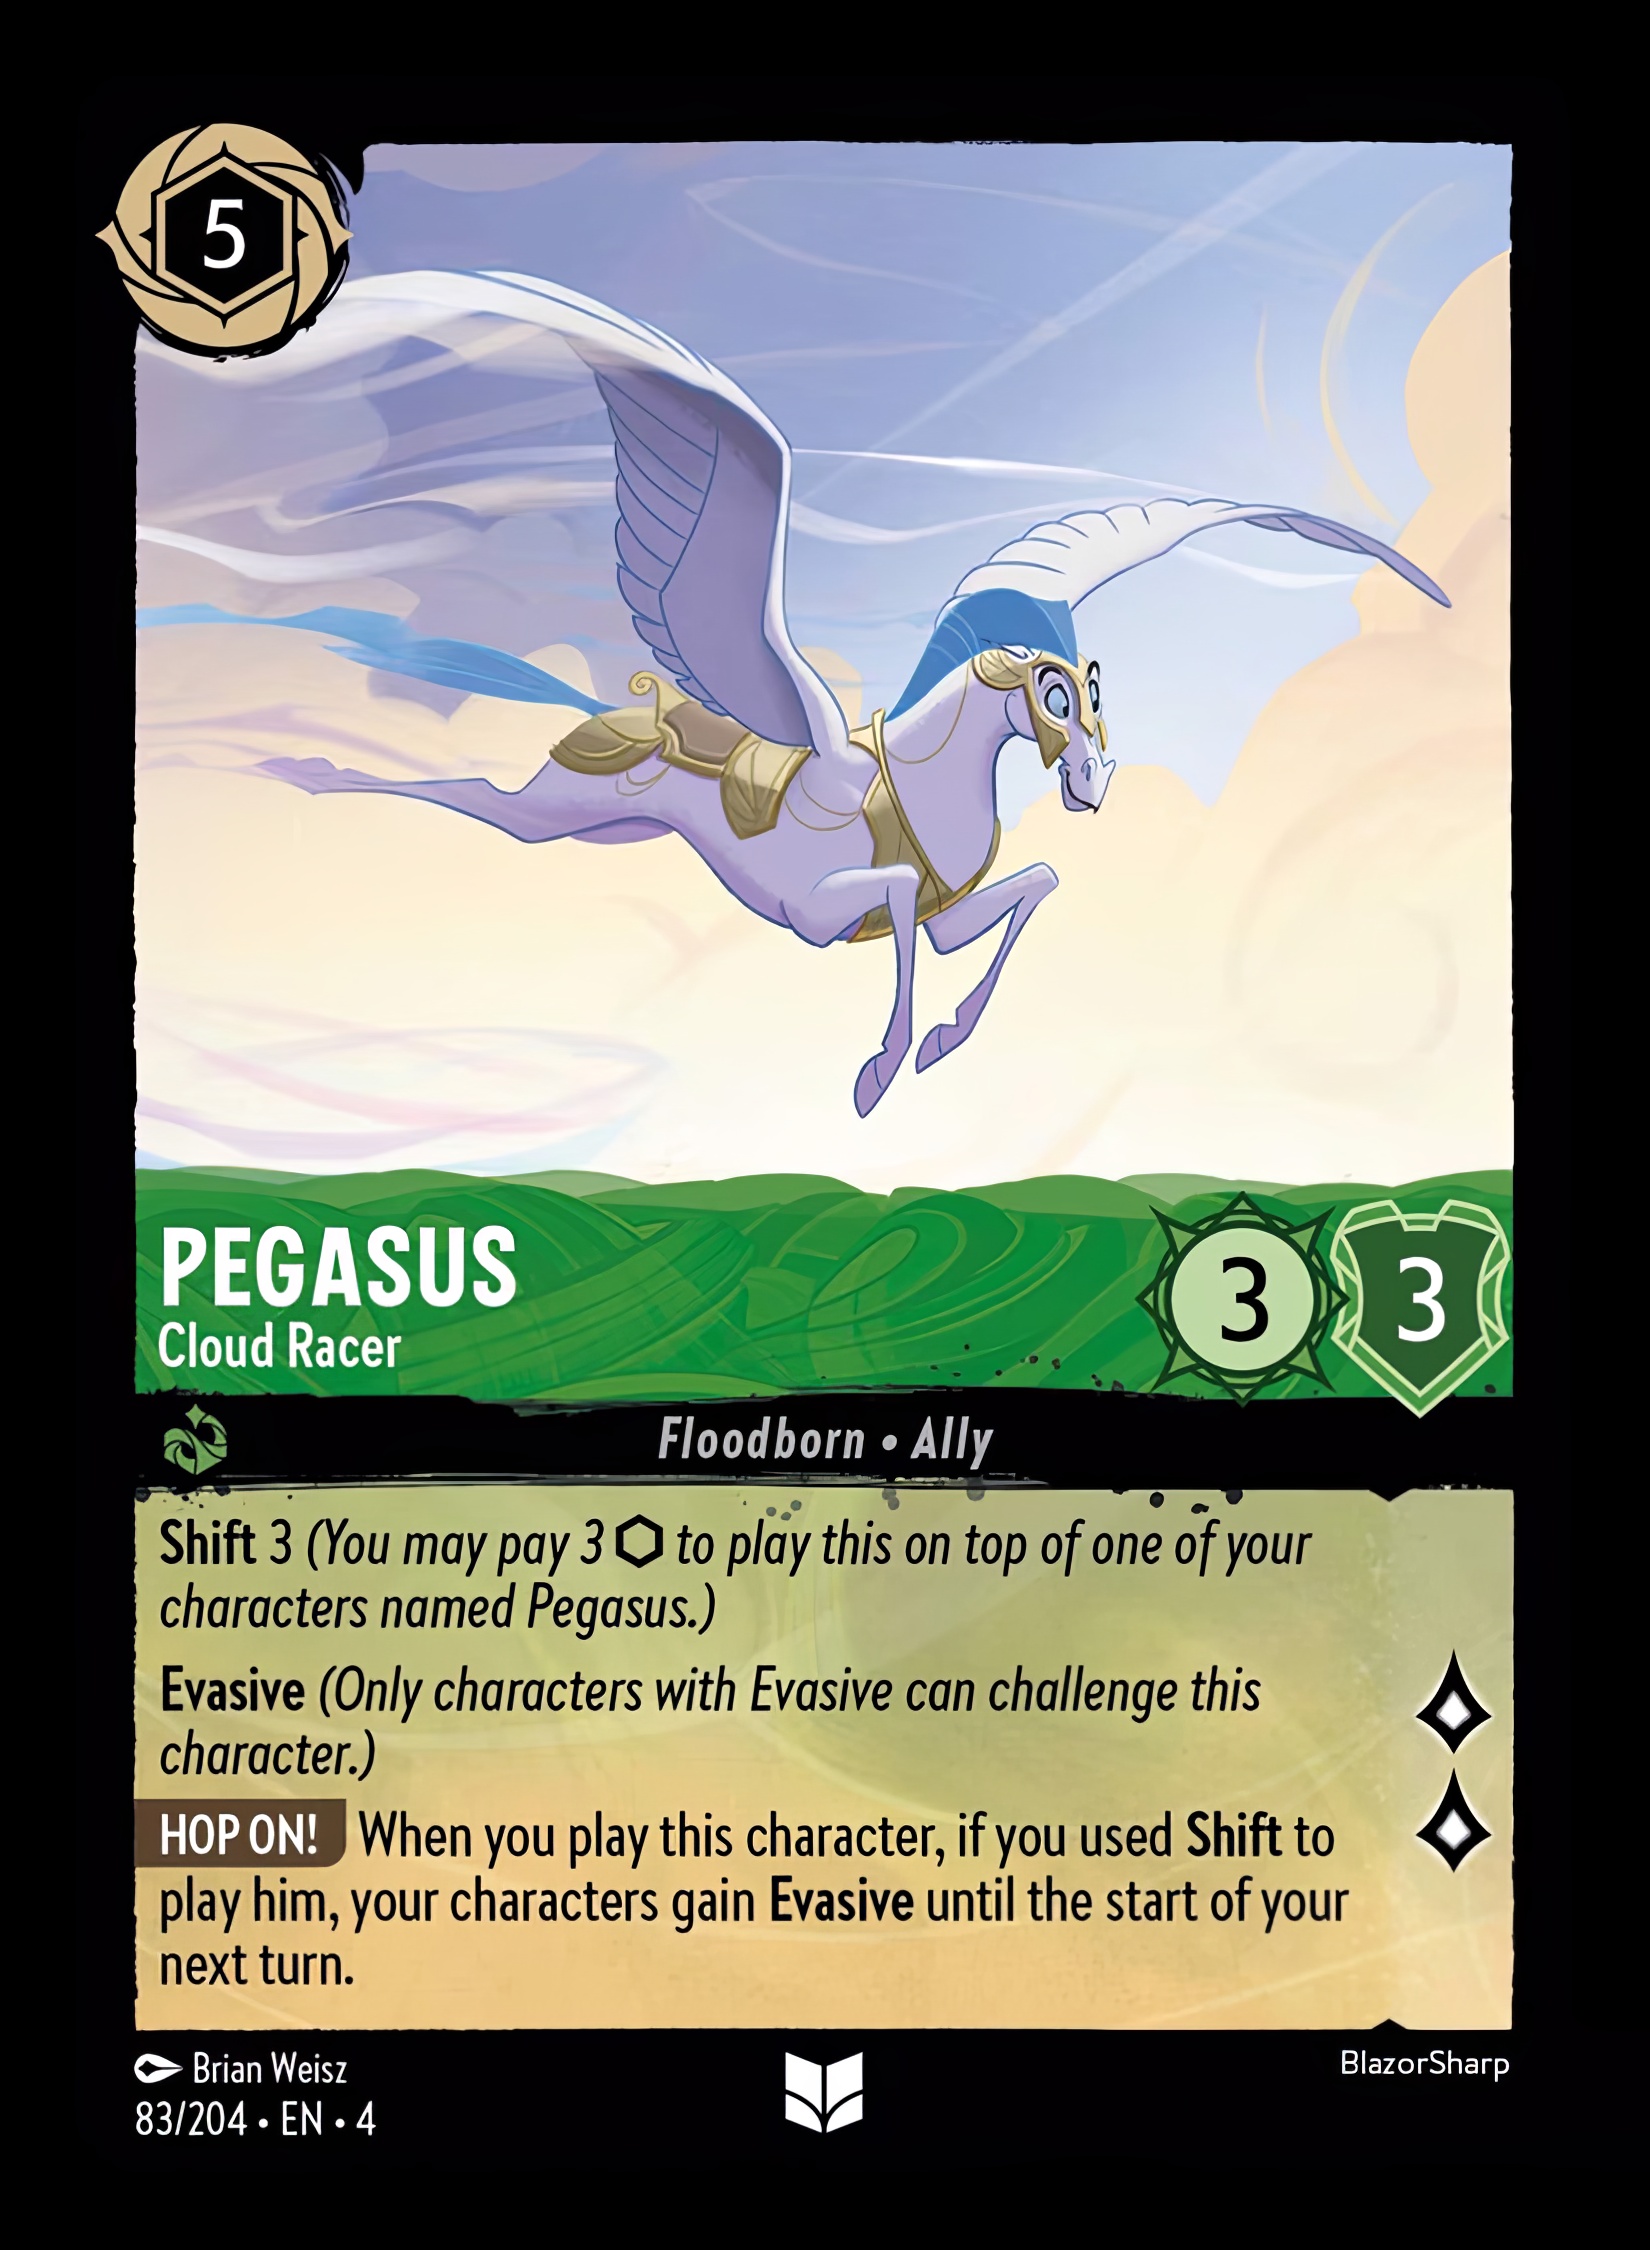 5
PEGASUS
Cloud Racer
3 3
Floodborn • Ally
Shift 3 (You may pay 3 ⬡ to play this on top of one of your
characters named Pegasus.)
Evasive (Only characters with Evasive can challenge this
character.)
HOP ON! When you play this character, if you used Shift to
play him, your characters gain Evasive until the start of your
next turn.
Brian Weisz
BlazorSharp
83/204 • EN • 4